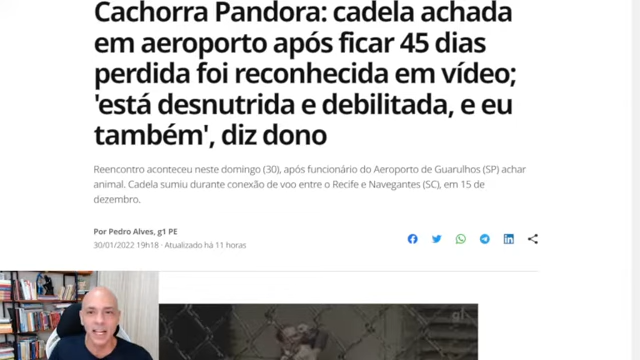 Cachorra Pandora: cadela achada
em aeroporto após ficar 45 dias
perdida foi reconhecida em vídeo;
'está desnutrida e debilitada, e eu
também', diz dono
Reencontro aconteceu neste domingo (30), após funcionário do Aeroporto de Guarulhos (SP) achar
animal. Cadela sumiu durante conexão de voo entre o Recife e Navegantes (SC), em 15 de
dezembro.
Por Pedro Alves, g1 PE
30/01/2022 19h18 · Atualizado há 11 horas
g1